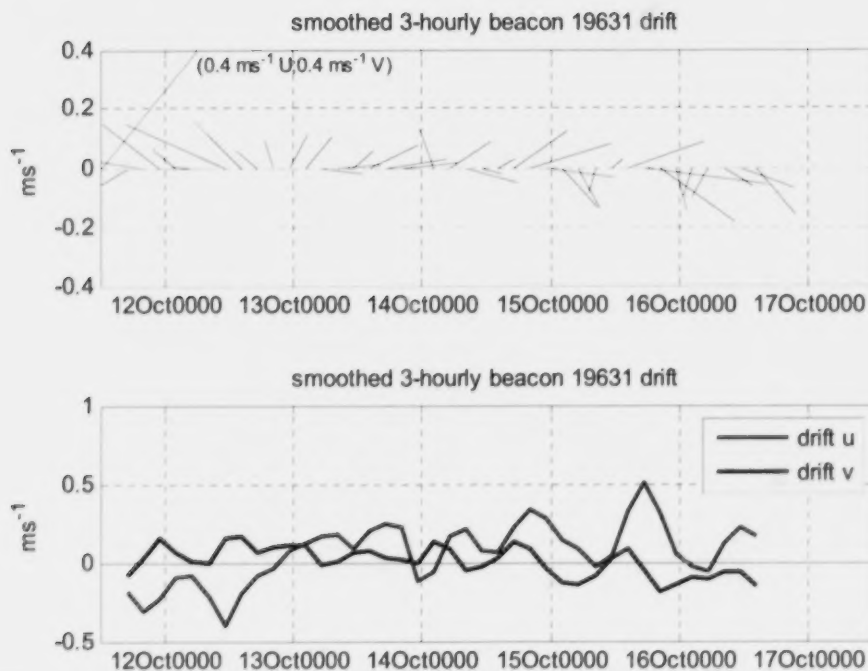 smoothed 3-hourly beacon 19631 drift
0.4
(0.4 ms⁻¹ U;0.4 ms⁻¹ V)
0.2
0
-0.2
-0.4
ms⁻¹
12Oct0000 13Oct0000 14Oct0000 15Oct0000 16Oct0000 17Oct0000
smoothed 3-hourly beacon 19631 drift
1
0.5
0
-0.5
ms⁻¹
drift u
drift v
12Oct0000 13Oct0000 14Oct0000 15Oct0000 16Oct0000 17Oct0000